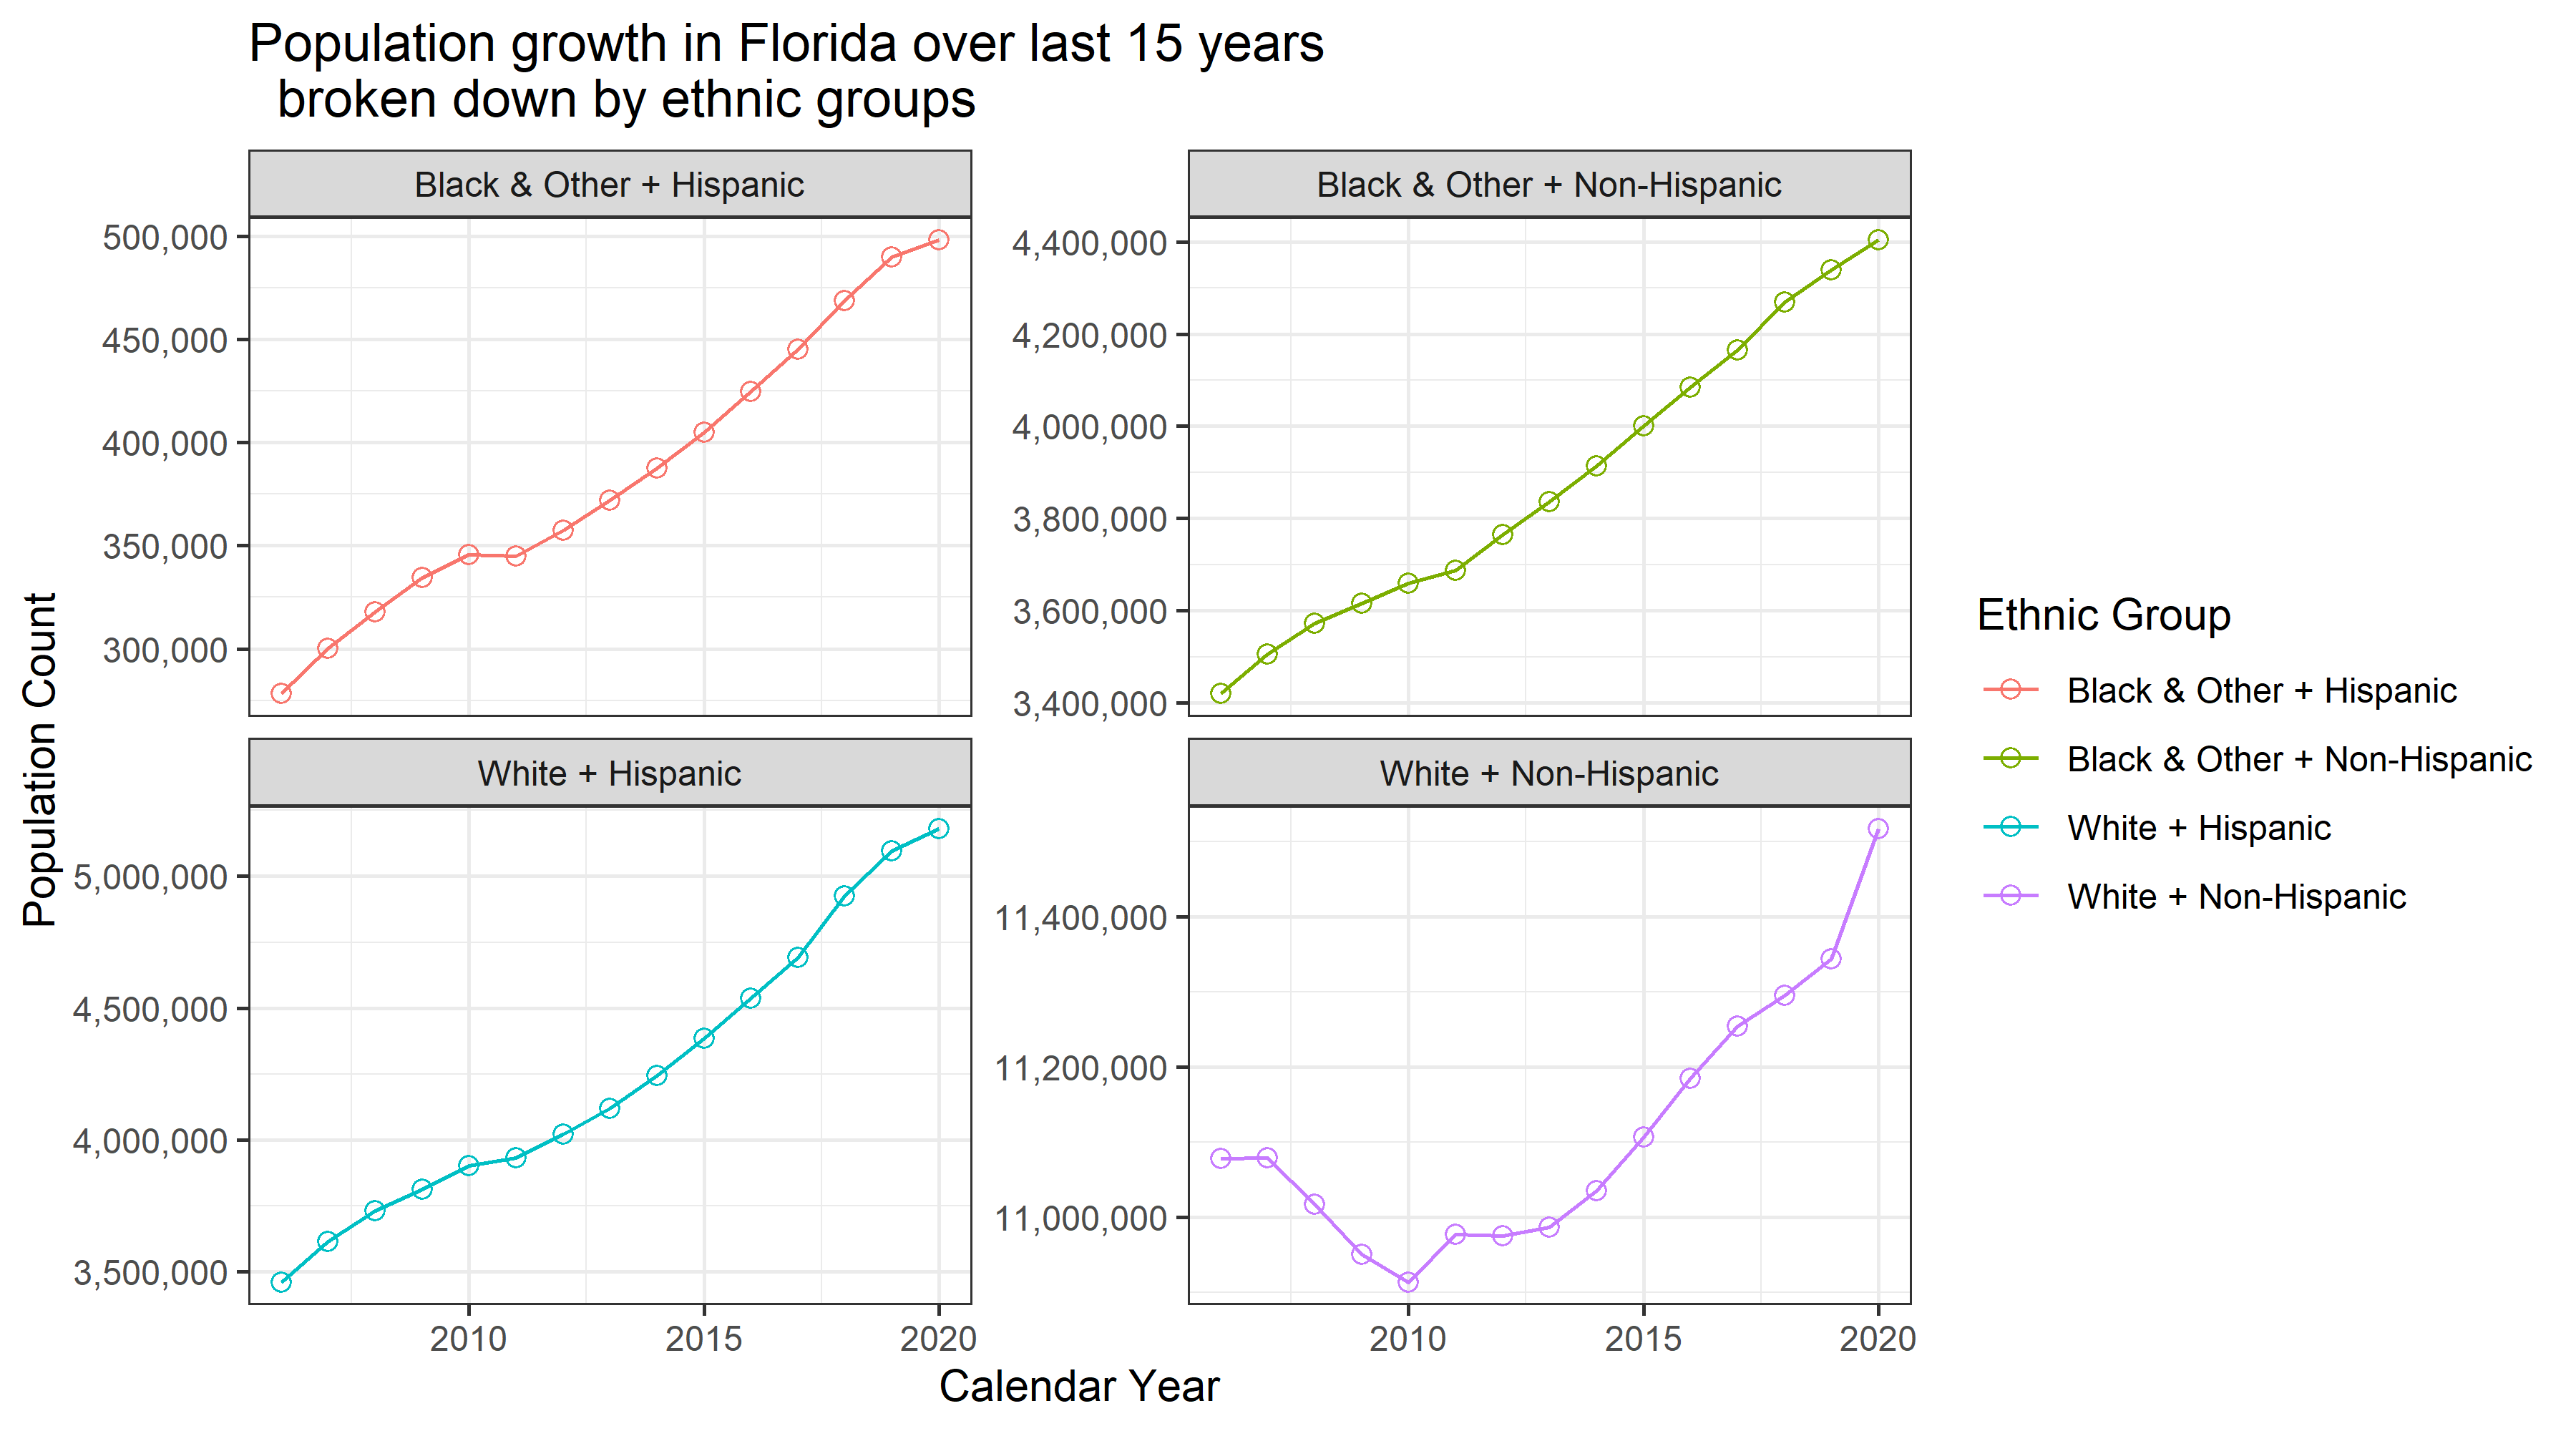 Population growth in Florida over last 15 years
broken down by ethnic groups
Black & Other + Hispanic
Black & Other + Non-Hispanic
500,000
450,000
400,000
350,000
300,000
4,400,000
4,200,000
4,000,000
3,800,000
3,600,000
3,400,000
White + Hispanic
White + Non-Hispanic
5,000,000
4,500,000
4,000,000
3,500,000
11,400,000
11,200,000
11,000,000
2010 2015 2020
2010 2015 2020
Population Count
Calendar Year
Ethnic Group
Black & Other + Hispanic
Black & Other + Non-Hispanic
White + Hispanic
White + Non-Hispanic